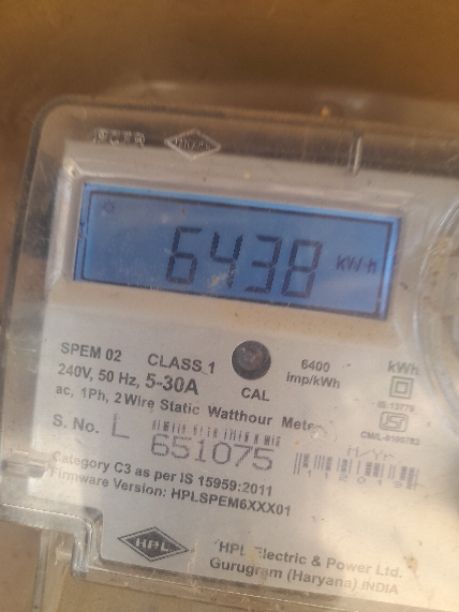 6438 kWh
SPEM 02 CLASS 1 6400 kWh
240V, 50 Hz, 5-30A CAL imp/kWh
ac, 1Ph, 2 Wire Static Watthour Meter
S. No. L 651075
Category C3 as per IS 15959:2011
Firmware Version: HPLSPEM6XXX01
HPL
HPL Electric & Power Ltd.
Gurugram (Haryana) INDIA